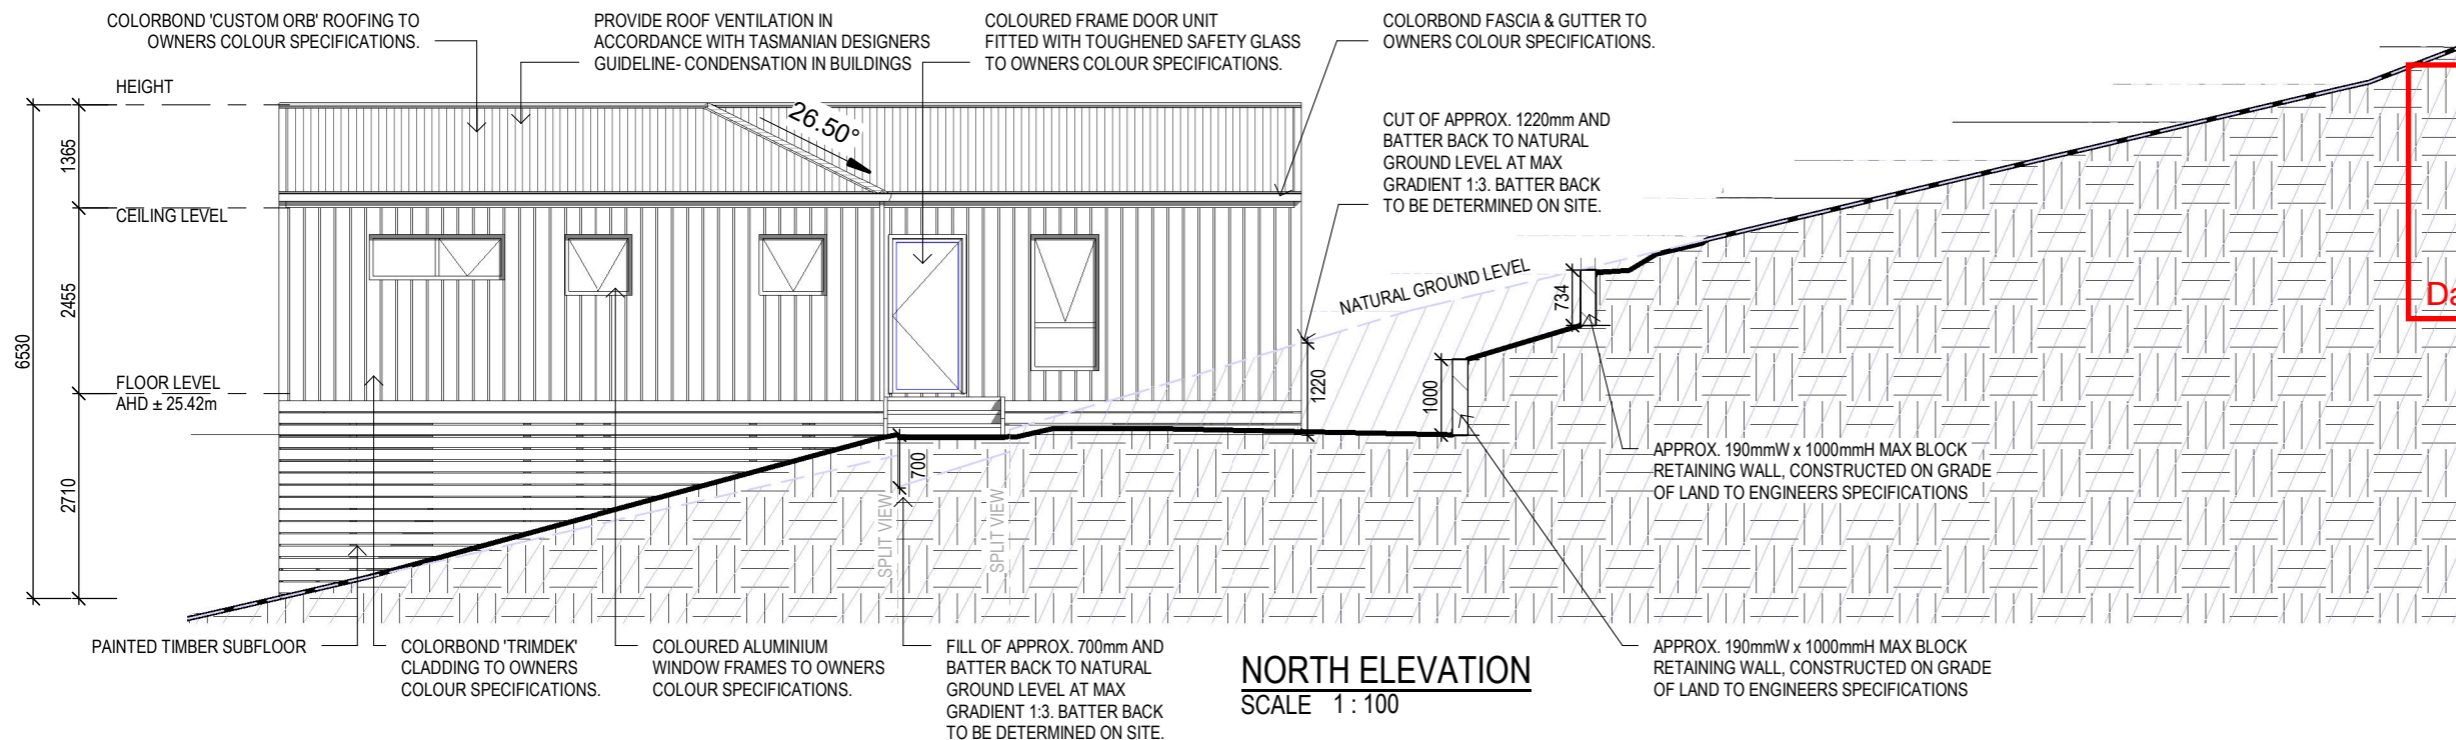 COLORBOND 'CUSTOM ORB' ROOFING TO
OWNERS COLOUR SPECIFICATIONS.
PROVIDE ROOF VENTILATION IN
ACCORDANCE WITH TASMANIAN DESIGNERS
GUIDELINE- CONDENSATION IN BUILDINGS
COLOURED FRAME DOOR UNIT
FITTED WITH TOUGHENED SAFETY GLASS
TO OWNERS COLOUR SPECIFICATIONS.
COLORBOND FASCIA & GUTTER TO
OWNERS COLOUR SPECIFICATIONS.
HEIGHT
26.50°
CUT OF APPROX. 1220mm AND
BATTER BACK TO NATURAL
GROUND LEVEL AT MAX
GRADIENT 1:3. BATTER BACK
TO BE DETERMINED ON SITE.
1365
CEILING LEVEL
NATURAL GROUND LEVEL
734
Da
2455
6530
FLOOR LEVEL
AHD ± 25.42m
1220
1000
700
2710
SPLIT VIEW
SPLIT VIEW
APPROX. 190mmW x 1000mmH MAX BLOCK
RETAINING WALL, CONSTRUCTED ON GRADE
OF LAND TO ENGINEERS SPECIFICATIONS
PAINTED TIMBER SUBFLOOR
COLORBOND 'TRIMDEK'
CLADDING TO OWNERS
COLOUR SPECIFICATIONS.
COLOURED ALUMINIUM
WINDOW FRAMES TO OWNERS
COLOUR SPECIFICATIONS.
FILL OF APPROX. 700mm AND
BATTER BACK TO NATURAL
GROUND LEVEL AT MAX
GRADIENT 1:3. BATTER BACK
TO BE DETERMINED ON SITE.
NORTH ELEVATION
SCALE 1 : 100
APPROX. 190mmW x 1000mmH MAX BLOCK
RETAINING WALL, CONSTRUCTED ON GRADE
OF LAND TO ENGINEERS SPECIFICATIONS